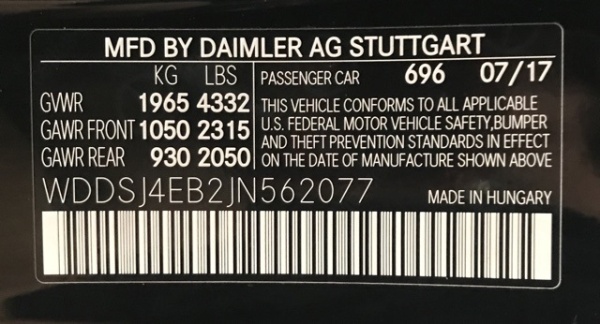 MFD BY DAIMLER AG STUTTGART
KG LBS PASSENGER CAR 696 07/17
GVWR 1965 4332 THIS VEHICLE CONFORMS TO ALL APPLICABLE
GAWR FRONT 1050 2315 U.S. FEDERAL MOTOR VEHICLE SAFETY,BUMPER
AND THEFT PREVENTION STANDARDS IN EFFECT
GAWR REAR 930 2050 ON THE DATE OF MANUFACTURE SHOWN ABOVE
WDDSJ4EB2JN562077 MADE IN HUNGARY